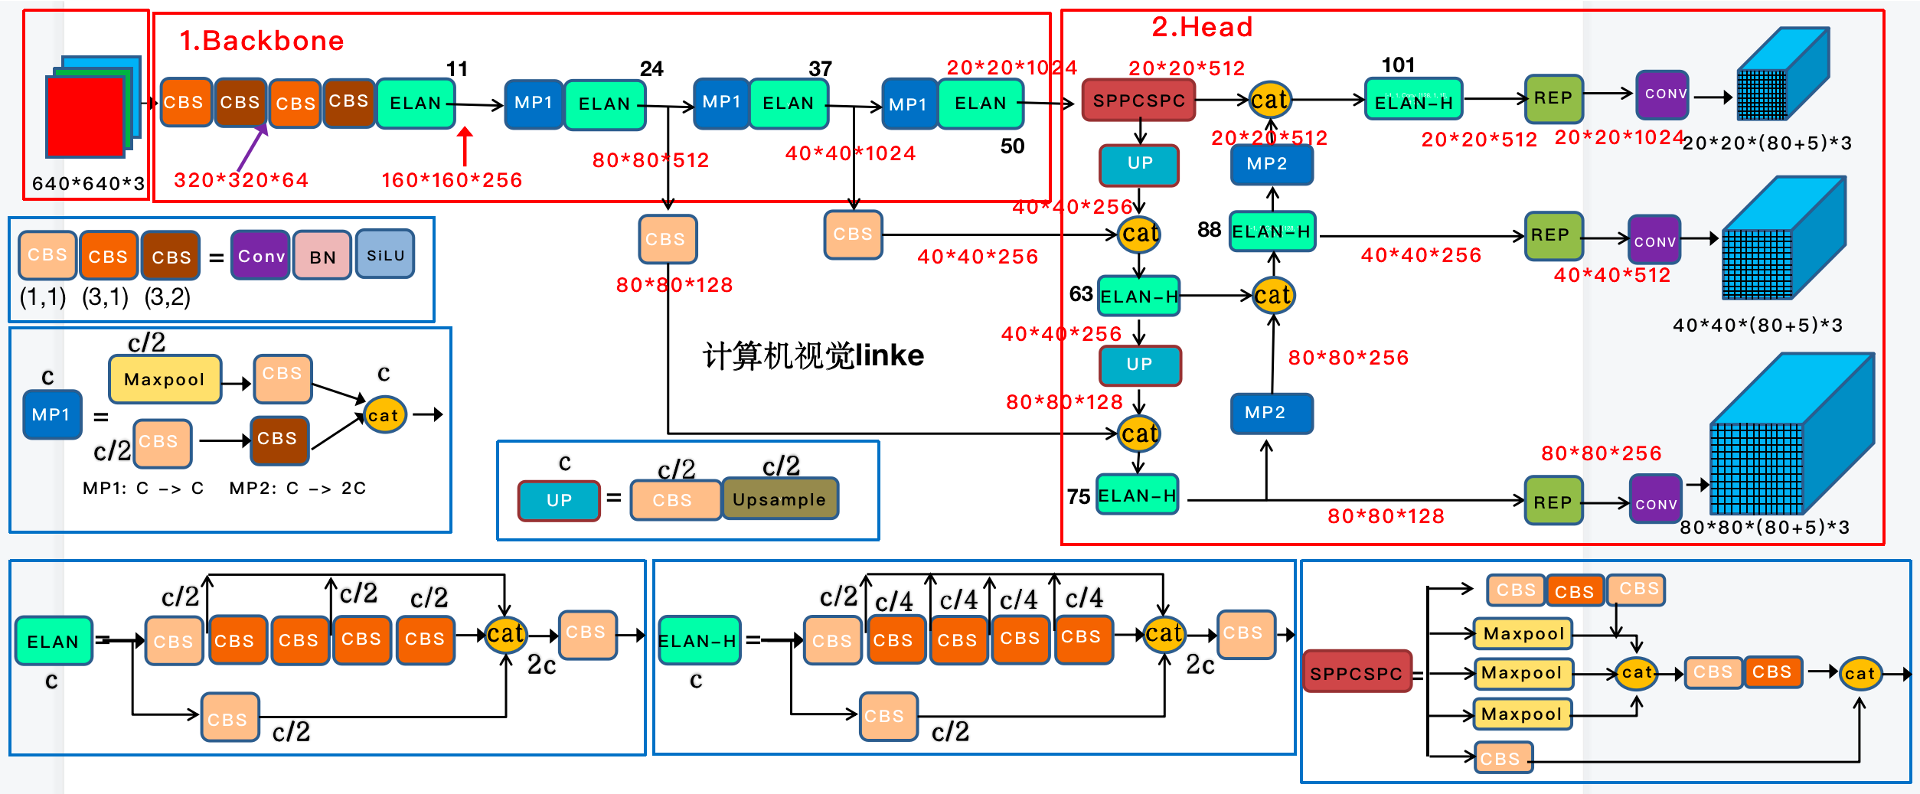 1.Backbone
2.Head
640*640*3
CBS
CBS
CBS
CBS
ELAN
11
MP1
ELAN
24
MP1
ELAN
37
MP1
ELAN
50
20*20*1024
320*320*64
160*160*256
80*80*512
40*40*1024
CBS
80*80*128
CBS
40*40*256
SPPCSPC
20*20*512
cat
20*20*512
101
ELAN-H
20*20*512
REP
20*20*1024
CONV
20*20*(80+5)*3
UP
MP2
40*40*256
cat
88
ELAN-H
40*40*256
REP
40*40*512
CONV
40*40*(80+5)*3
63
ELAN-H
cat
40*40*256
UP
80*80*256
80*80*128
MP2
cat
75
ELAN-H
80*80*128
REP
80*80*256
CONV
80*80*(80+5)*3
计算机视觉linke
CBS CBS CBS = Conv BN SiLU
(1,1) (3,1) (3,2)
c/2
c
MP1 =
Maxpool
CBS
c
c/2
CBS
CBS
cat
MP1: C -> C MP2: C -> 2C
c
c/2
c/2
UP = CBS Upsample
ELAN =
c
c/2
c/2
c/2
CBS CBS CBS CBS CBS
cat
2c
CBS
CBS
c/2
ELAN-H =
c
c/2
c/4
c/4
c/4
c/4
CBS CBS CBS CBS CBS
cat
2c
CBS
CBS
c/2
SPPCSPC =
CBS CBS CBS
Maxpool
Maxpool
Maxpool
cat
CBS CBS
cat
CBS